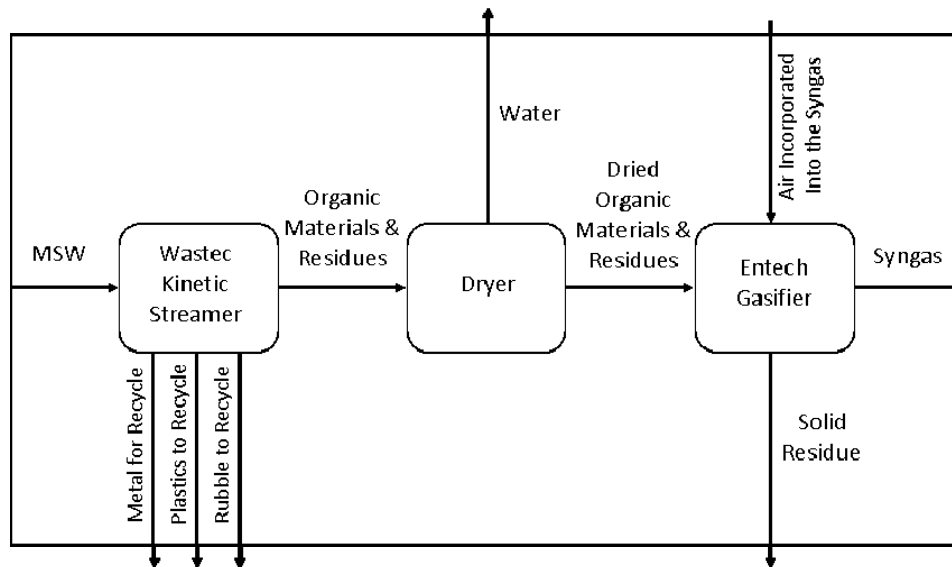 Water
Air Incorporated
Into the Syngas
MSW
Wastec
Kinetic
Streamer
Organic
Materials &
Residues
Dryer
Dried
Organic
Materials &
Residues
Entech
Gasifier
Syngas
Metal for Recycle
Plastics to Recycle
Rubble to Recycle
Solid
Residue